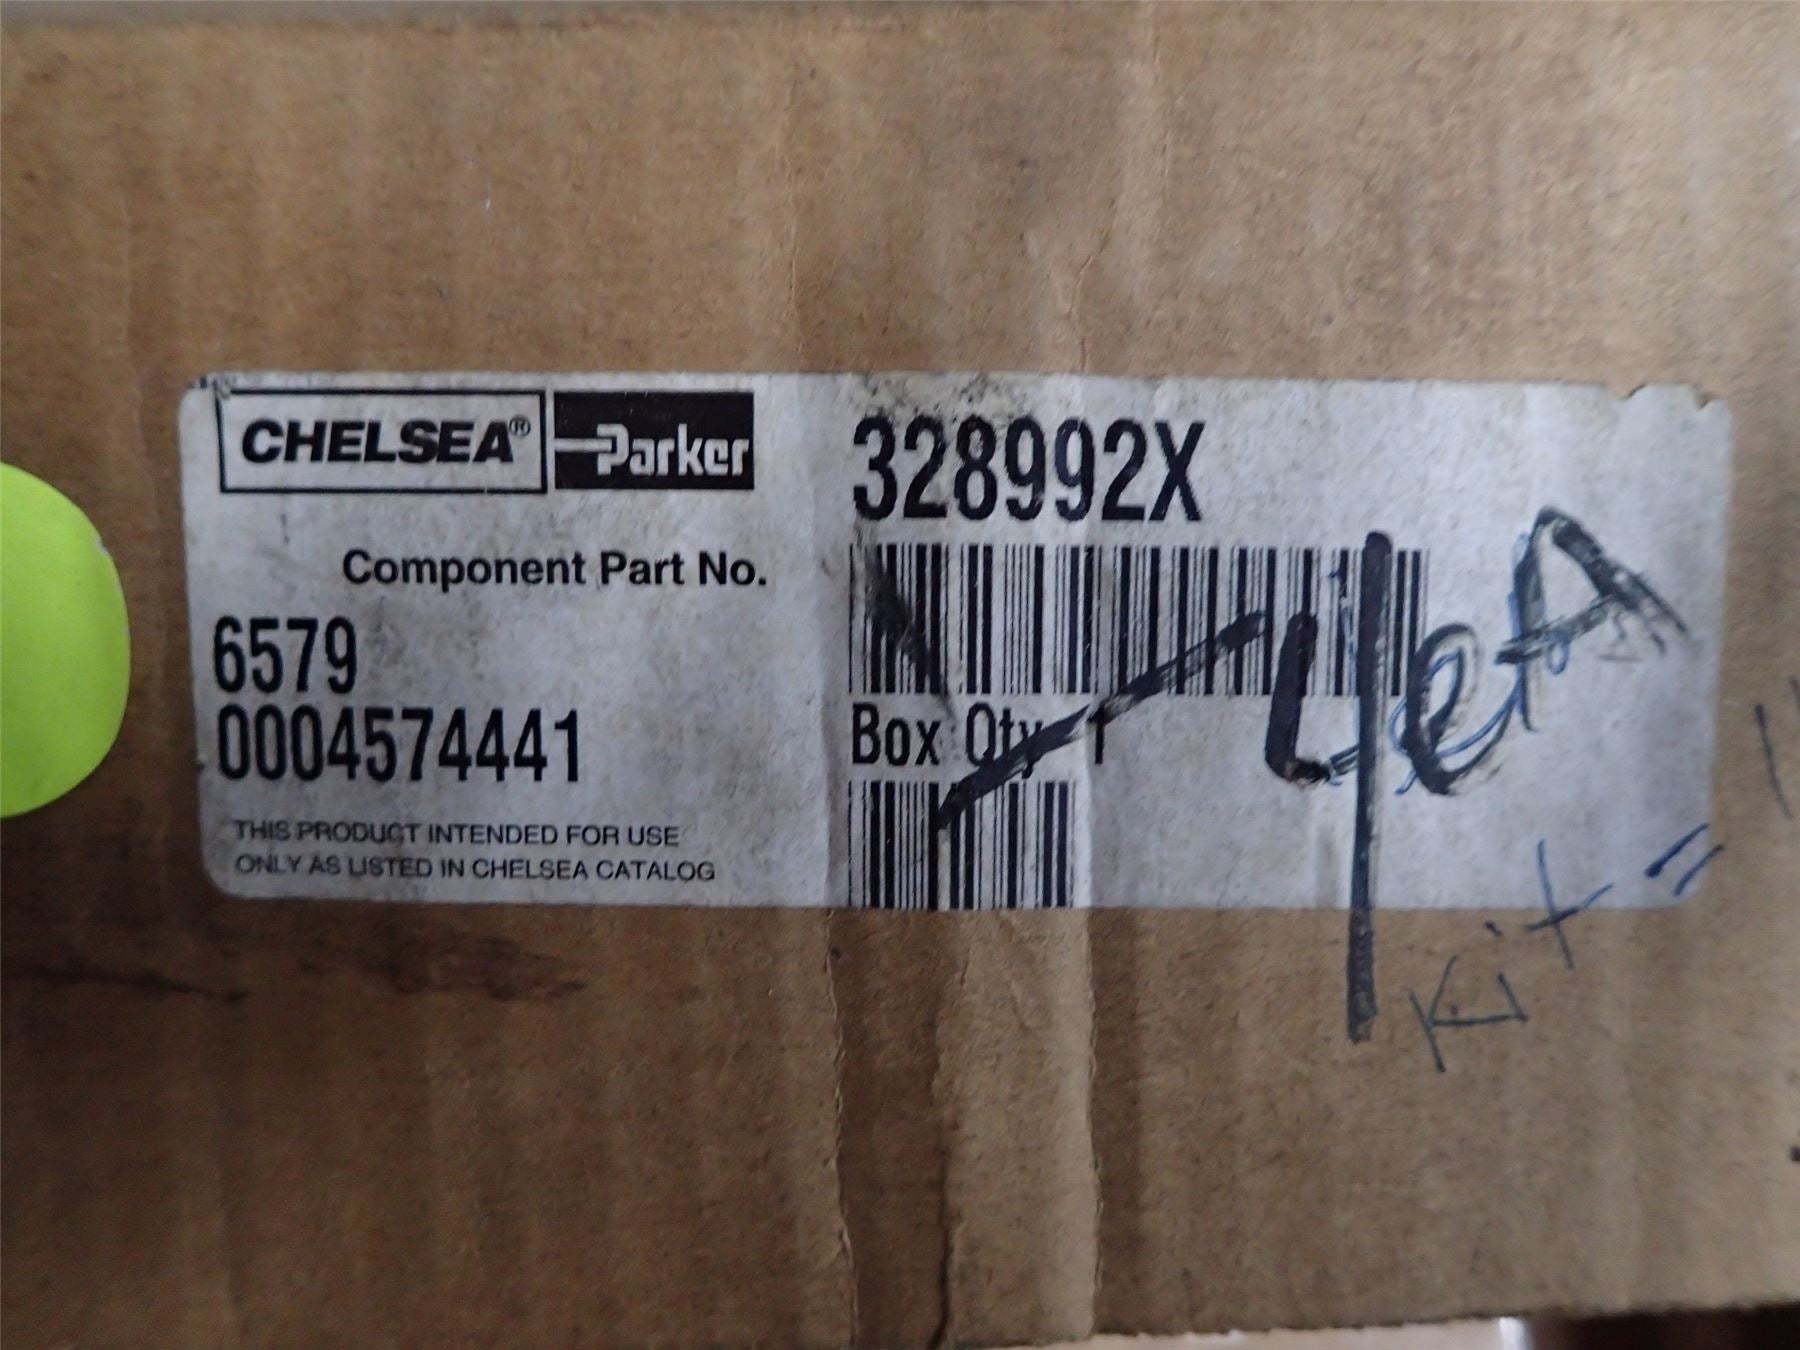 CHELSEA® Parker
328992X
Component Part No.
6579
0004574441
Box Qty 1
THIS PRODUCT INTENDED FOR USE
ONLY AS LISTED IN CHELSEA CATALOG
4eA
Kit =